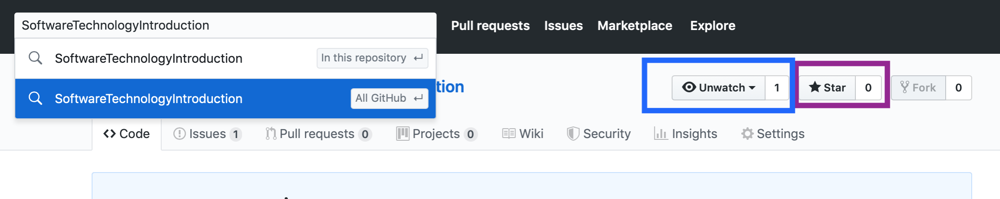 SoftwareTechnologyIntroduction
Pull requests Issues Marketplace Explore
SoftwareTechnologyIntroduction In this repository
SoftwareTechnologyIntroduction All GitHub
tion
Unwatch 1 Star 0 Fork 0
Code Issues 1 Pull requests 0 Projects 0 Wiki Security Insights Settings